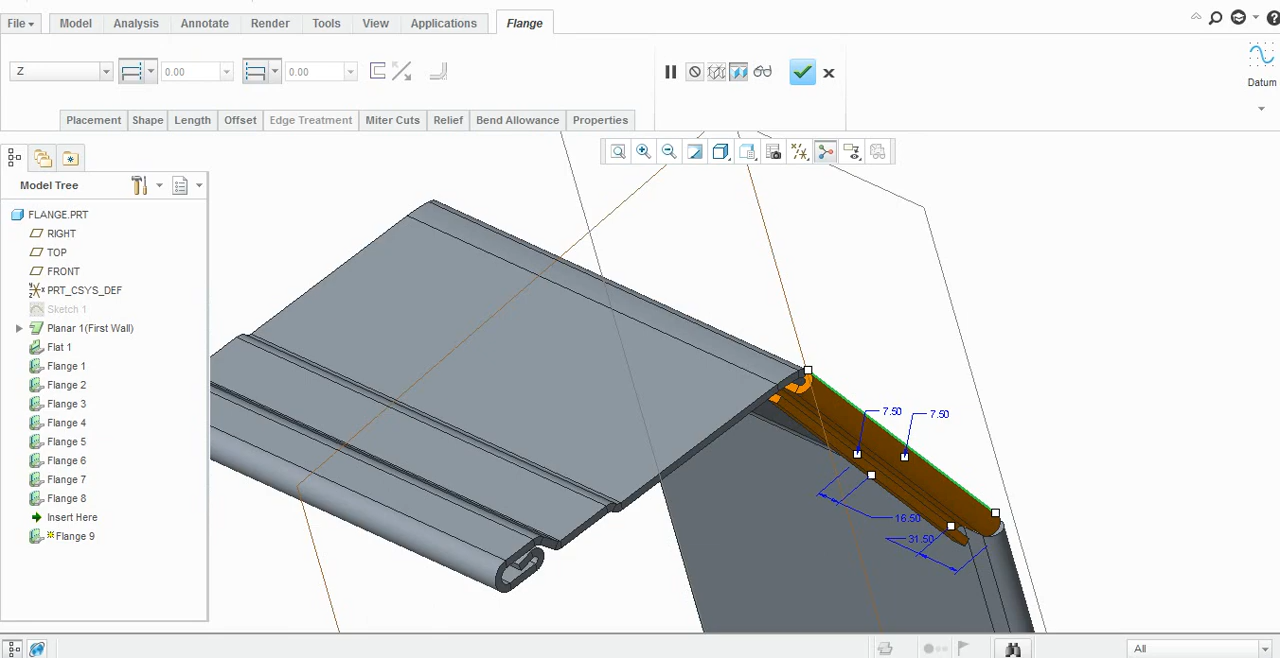 File
Model
Analysis
Annotate
Render
Tools
View
Applications
Flange
Z
0.00
0.00
Datum
Placement
Shape
Length
Offset
Edge Treatment
Miter Cuts
Relief
Bend Allowance
Properties
Model Tree
FLANGE.PRT
RIGHT
TOP
FRONT
PRT_CSYS_DEF
Sketch 1
Planar 1(First Wall)
Flat 1
Flange 1
Flange 2
Flange 3
Flange 4
Flange 5
Flange 6
Flange 7
Flange 8
Insert Here
Flange 9
7.50
7.50
16.50
31.50
All